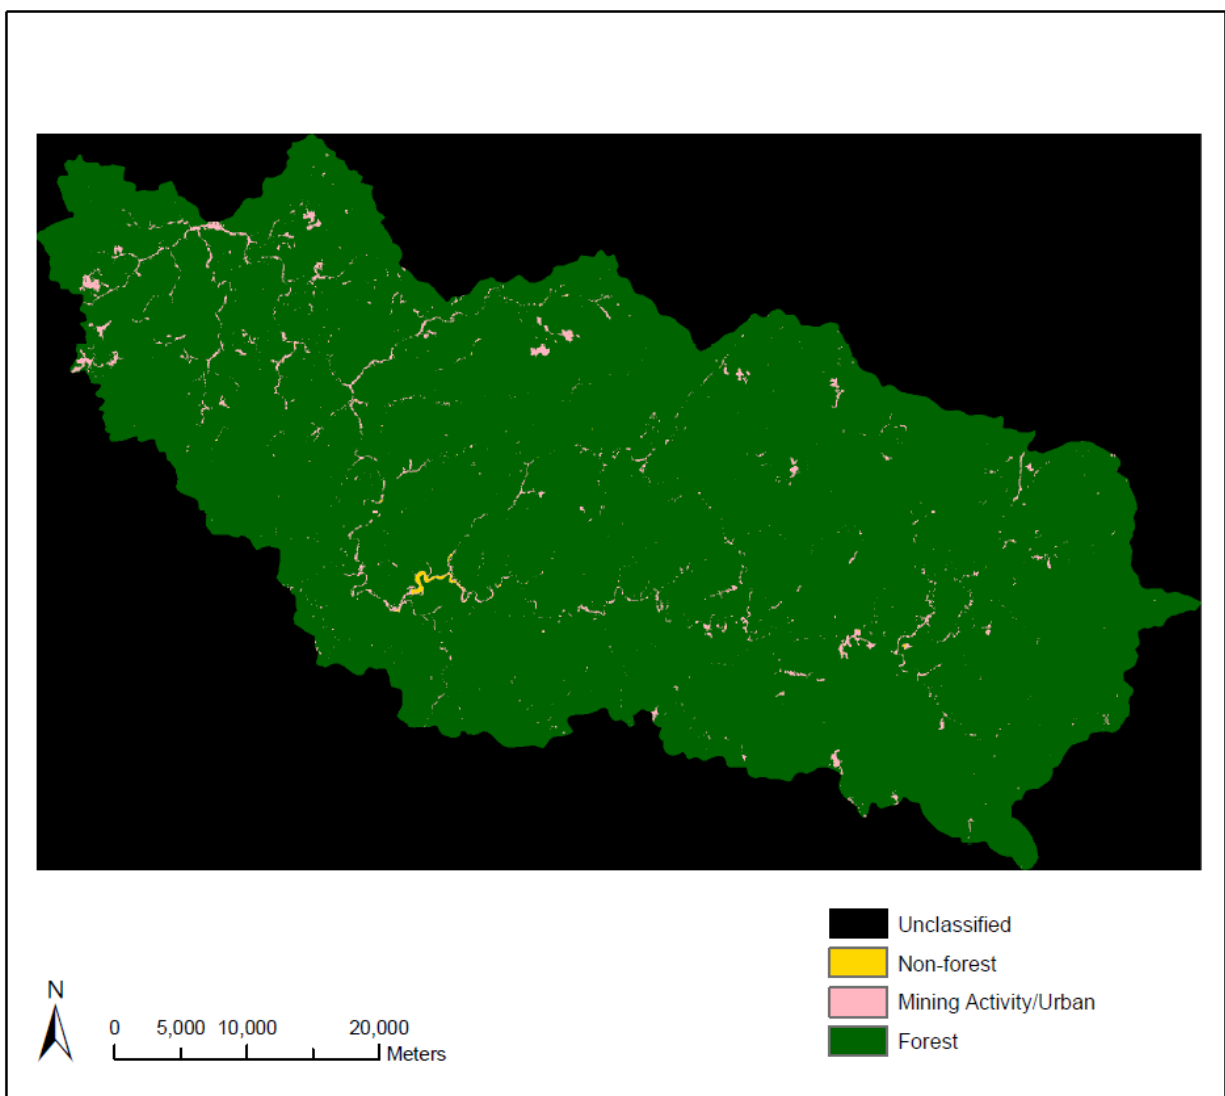 Unclassified
Non-forest
Mining Activity/Urban
Forest
N
0 5,000 10,000 20,000
Meters